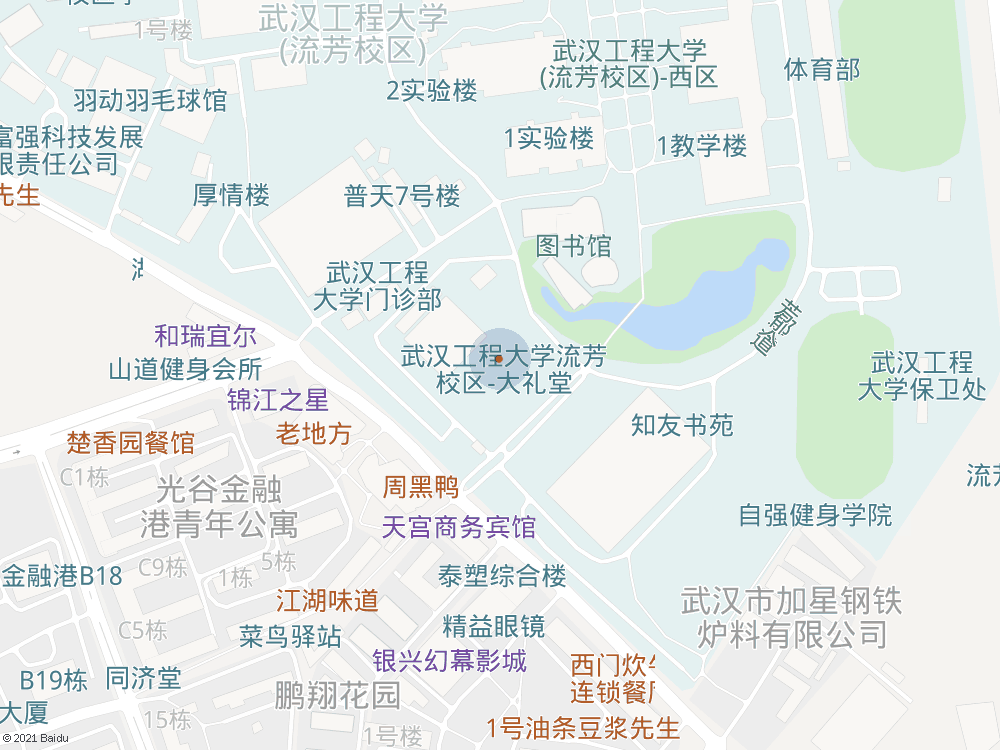 武汉工程大学
(流芳校区)
1号楼
武汉工程大学
(流芳校区)-西区
体育部
2实验楼
羽动羽毛球馆
富强科技发展
限责任公司
1实验楼
1教学楼
先生
厚情楼
普天7号楼
图书馆
武汉工程
大学门诊部
和瑞宜尔
山道健身会所
武汉工程大学流芳
校区-大礼堂
武汉工程
大学保卫处
锦江之星
老地方
知友书苑
楚香园餐馆
C1栋
光谷金融
港青年公寓
周黑鸭
天宫商务宾馆
自强健身学院
流芳
5栋
C9栋
1栋
金融港B18
泰塑综合楼
江湖味道
武汉市加星钢铁
炉料有限公司
C5栋
菜鸟驿站
精益眼镜
银兴幻幕影城
西门炊
连锁餐
B19栋
同济堂
鹏翔花园
大厦
15栋
1号楼
1号油条豆浆先生
© 2021 Baidu